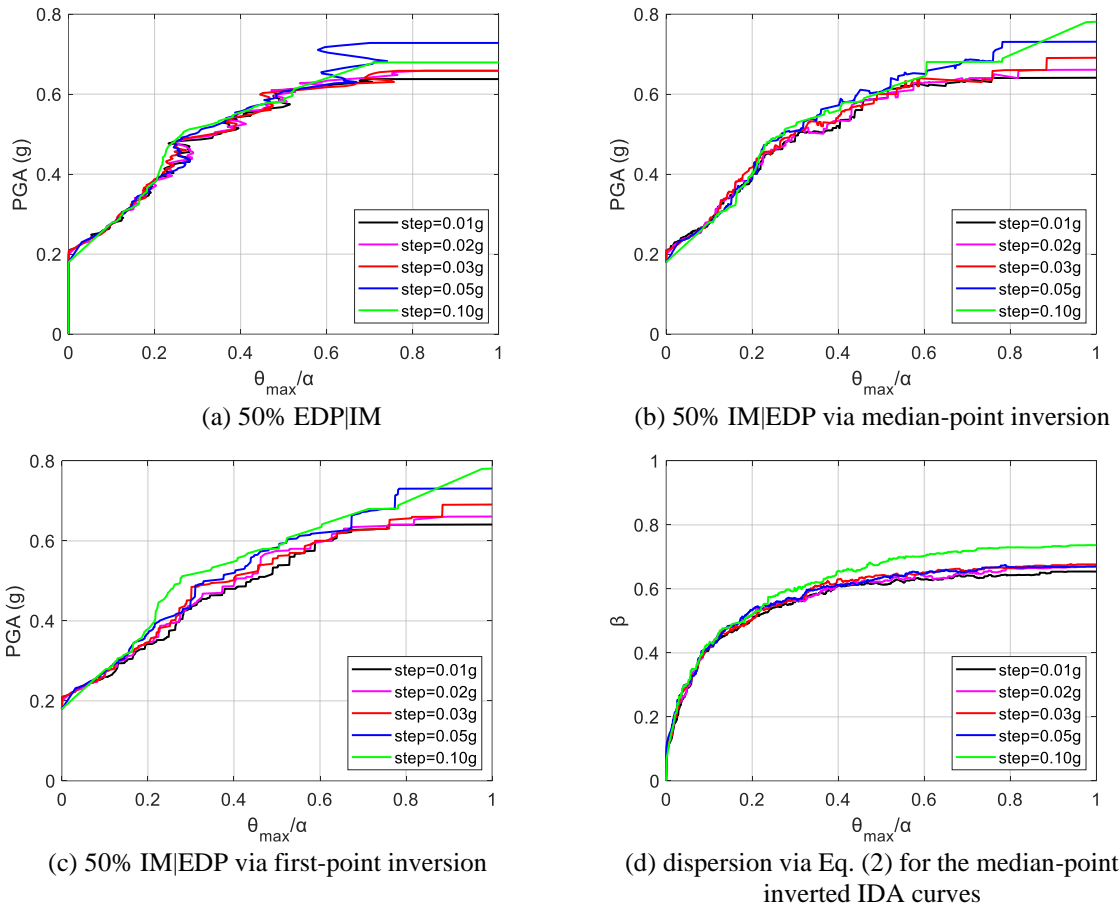 0.8
0.6
0.4
0.2
0
PGA (g)
0 0.2 0.4 0.6 0.8 1
θmax/α
step=0.01g
step=0.02g
step=0.03g
step=0.05g
step=0.10g
(a) 50% EDP|IM
0.8
0.6
0.4
0.2
0
PGA (g)
0 0.2 0.4 0.6 0.8 1
θmax/α
step=0.01g
step=0.02g
step=0.03g
step=0.05g
step=0.10g
(b) 50% IM|EDP via median-point inversion
0.8
0.6
0.4
0.2
0
PGA (g)
0 0.2 0.4 0.6 0.8 1
θmax/α
step=0.01g
step=0.02g
step=0.03g
step=0.05g
step=0.10g
(c) 50% IM|EDP via first-point inversion
1
0.8
0.6
0.4
0.2
0
β
0 0.2 0.4 0.6 0.8 1
θmax/α
step=0.01g
step=0.02g
step=0.03g
step=0.05g
step=0.10g
(d) dispersion via Eq. (2) for the median-point
inverted IDA curves